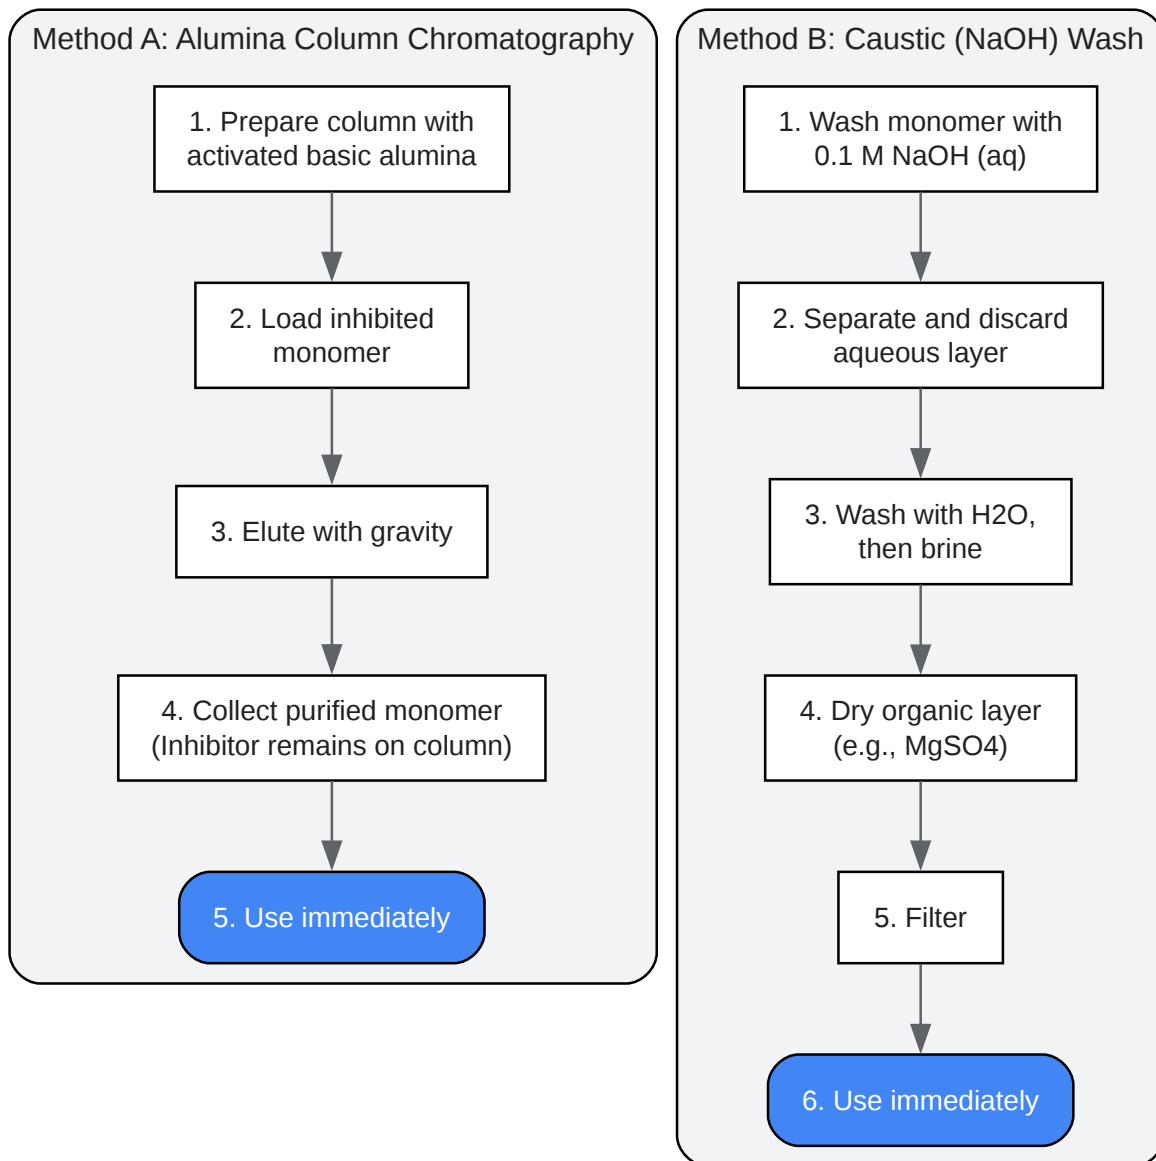 Method A: Alumina Column Chromatography
1. Prepare column with
activated basic alumina
2. Load inhibited
monomer
3. Elute with gravity
4. Collect purified monomer
(Inhibitor remains on column)
5. Use immediately
Method B: Caustic (NaOH) Wash
1. Wash monomer with
0.1 M NaOH (aq)
2. Separate and discard
aqueous layer
3. Wash with H2O,
then brine
4. Dry organic layer
(e.g., MgSO4)
5. Filter
6. Use immediately